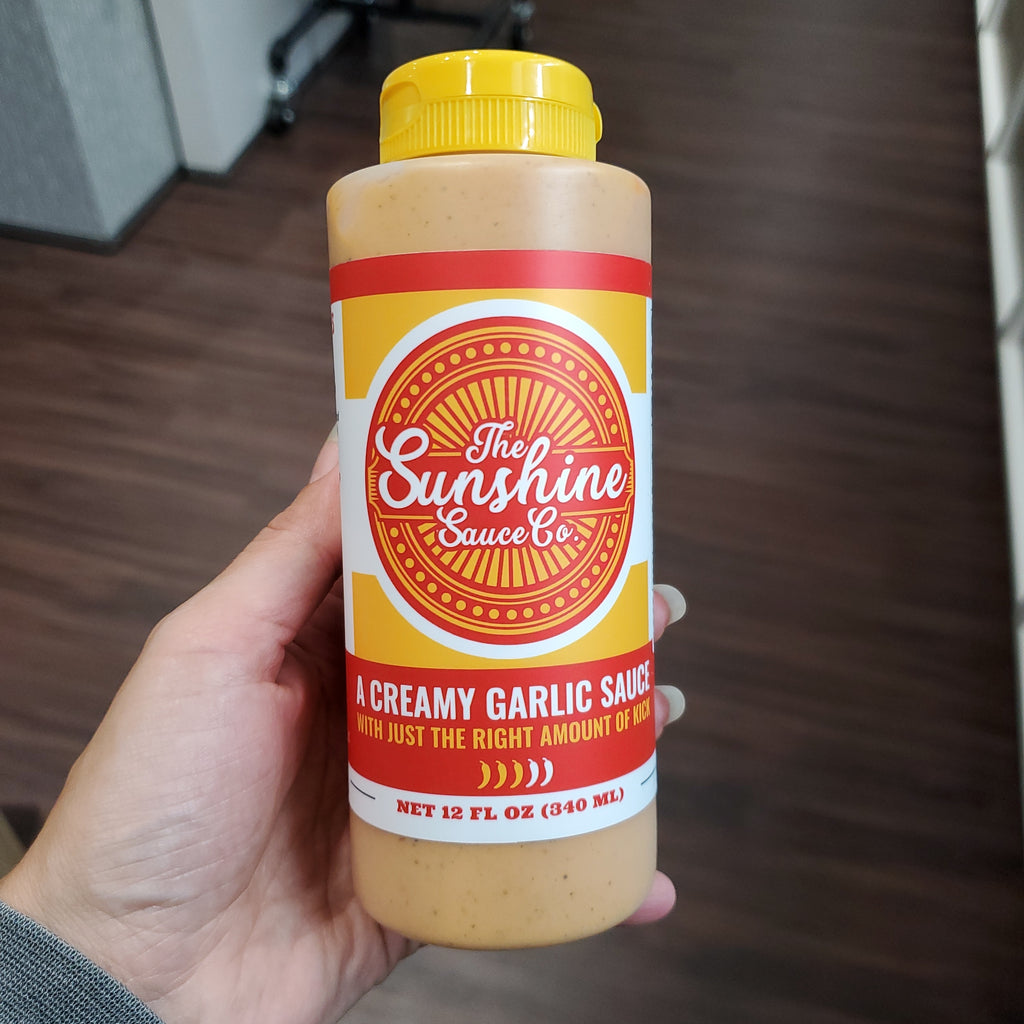 The
Sunshine
Sauce Co.
A CREAMY GARLIC SAUCE
WITH JUST THE RIGHT AMOUNT OF KICK
NET 12 FL OZ (340 ML)